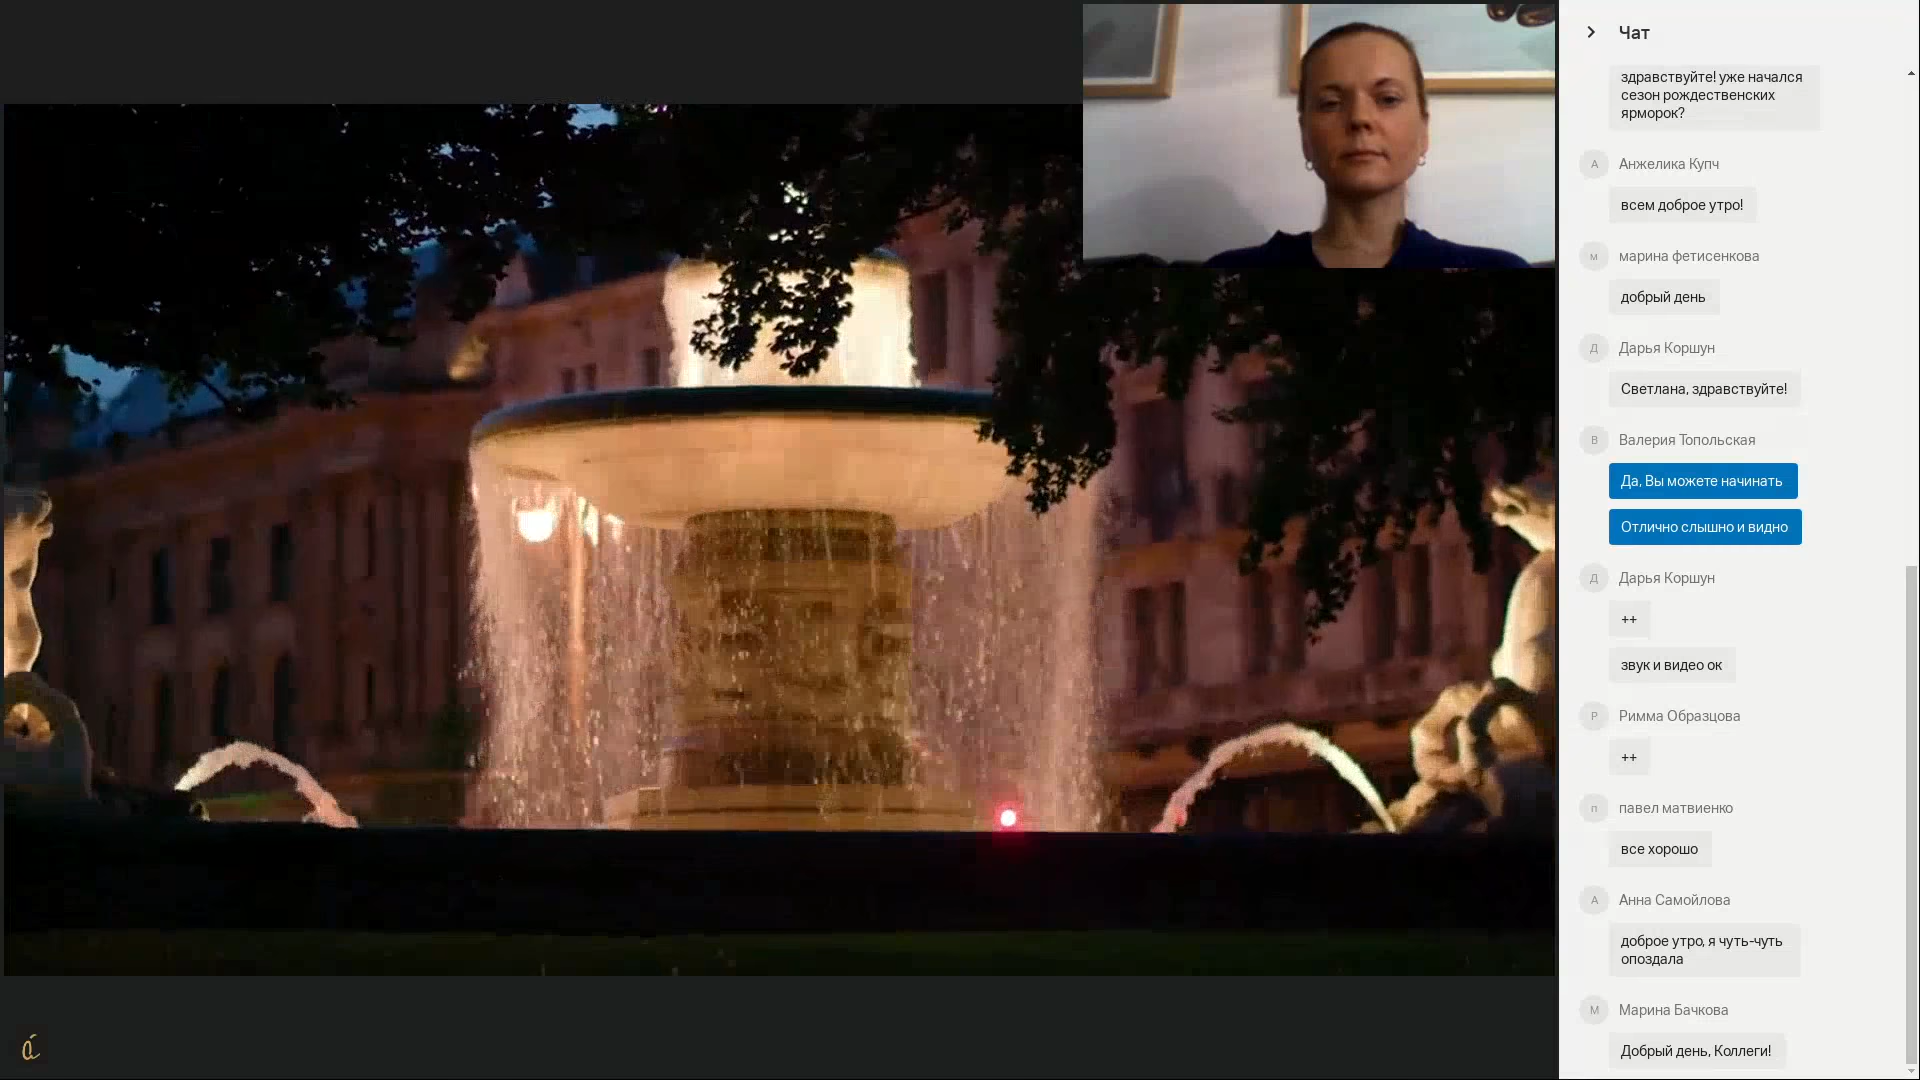 Чат
здравствуйте! уже начался
сезон рождественских
ярморок?
А
Анжелика Купч
всем доброе утро!
м
марина фетисенкова
добрый день
Д
Дарья Коршун
Светлана, здравствуйте!
В
Валерия Топольская
Да, Вы можете начинать
Отлично слышно и видно
Д
Дарья Коршун
++
звук и видео ок
Р
Римма Образцова
++
п
павел матвиенко
все хорошо
А
Анна Самойлова
доброе утро, я чуть-чуть
опоздала
М
Марина Бачкова
Добрый день, Коллеги!
á